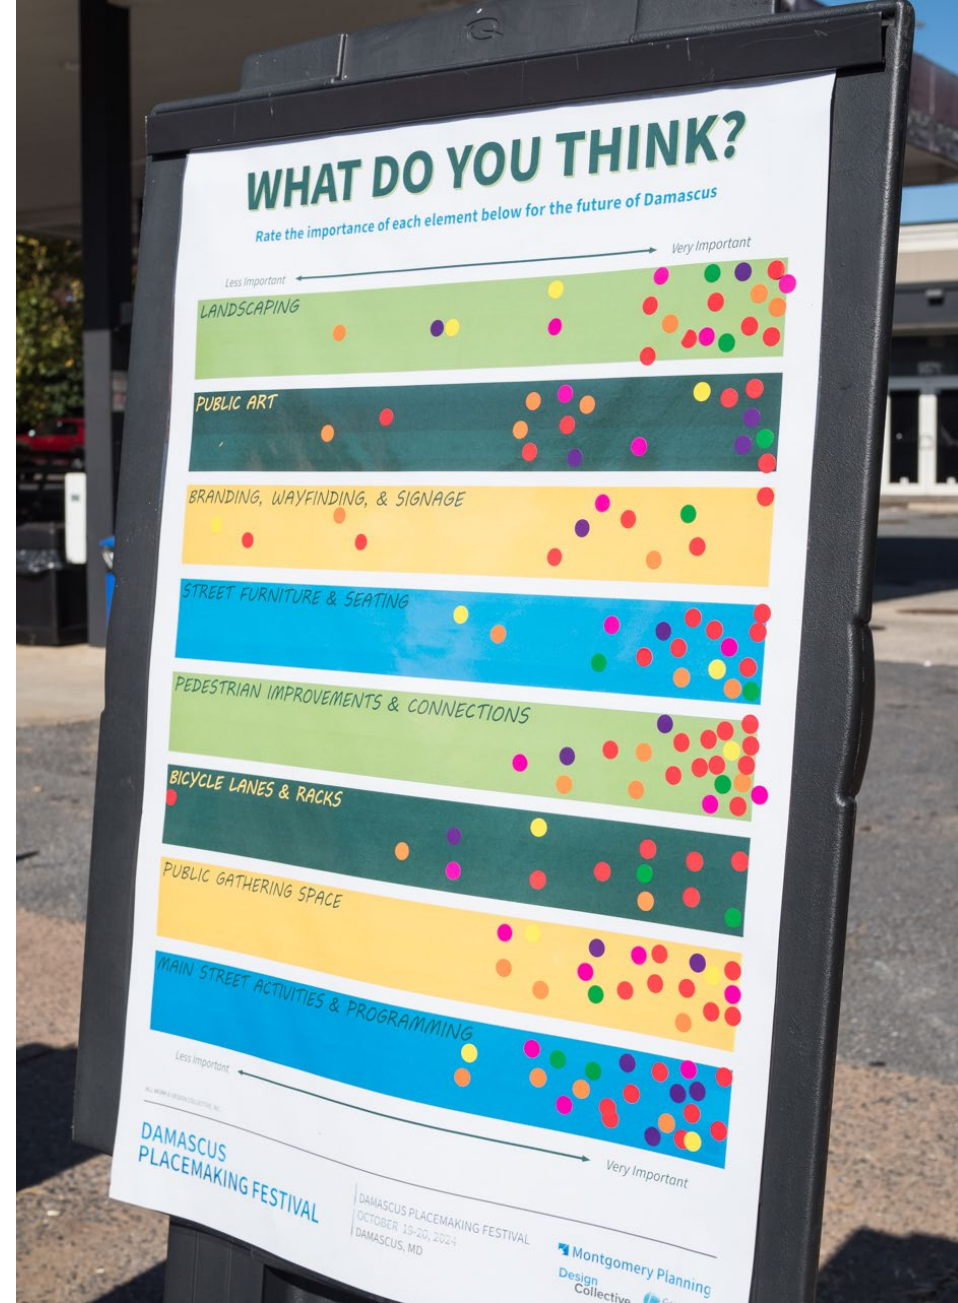 WHAT DO YOU THINK?
Rate the importance of each element below for the future of Damascus
Less Important
Very Important
LANDSCAPING
PUBLIC ART
BRANDING, WAYFINDING, & SIGNAGE
STREET FURNITURE & SEATING
PEDESTRIAN IMPROVEMENTS & CONNECTIONS
BICYCLE LANES & RACKS
PUBLIC GATHERING SPACE
MAIN STREET ACTIVITIES & PROGRAMMING
Less Important
Very Important
DAMASCUS
PLACEMAKING FESTIVAL
DAMASCUS PLACEMAKING FESTIVAL
OCTOBER 19-20, 2024
DAMASCUS, MD
Montgomery Planning
Design
Collective